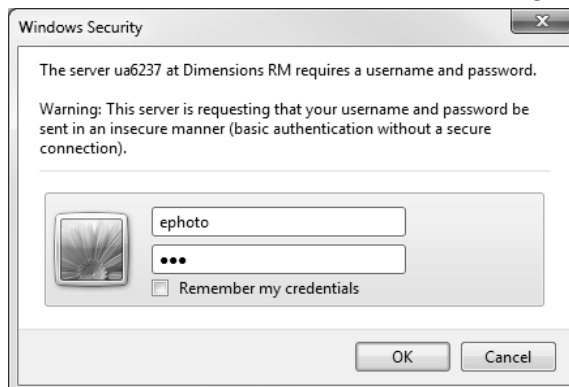 Windows Security
x
The server ua6237 at Dimensions RM requires a username and password.
Warning: This server is requesting that your username and password be
sent in an insecure manner (basic authentication without a secure
connection).
ephoto
•••
Remember my credentials
OK
Cancel